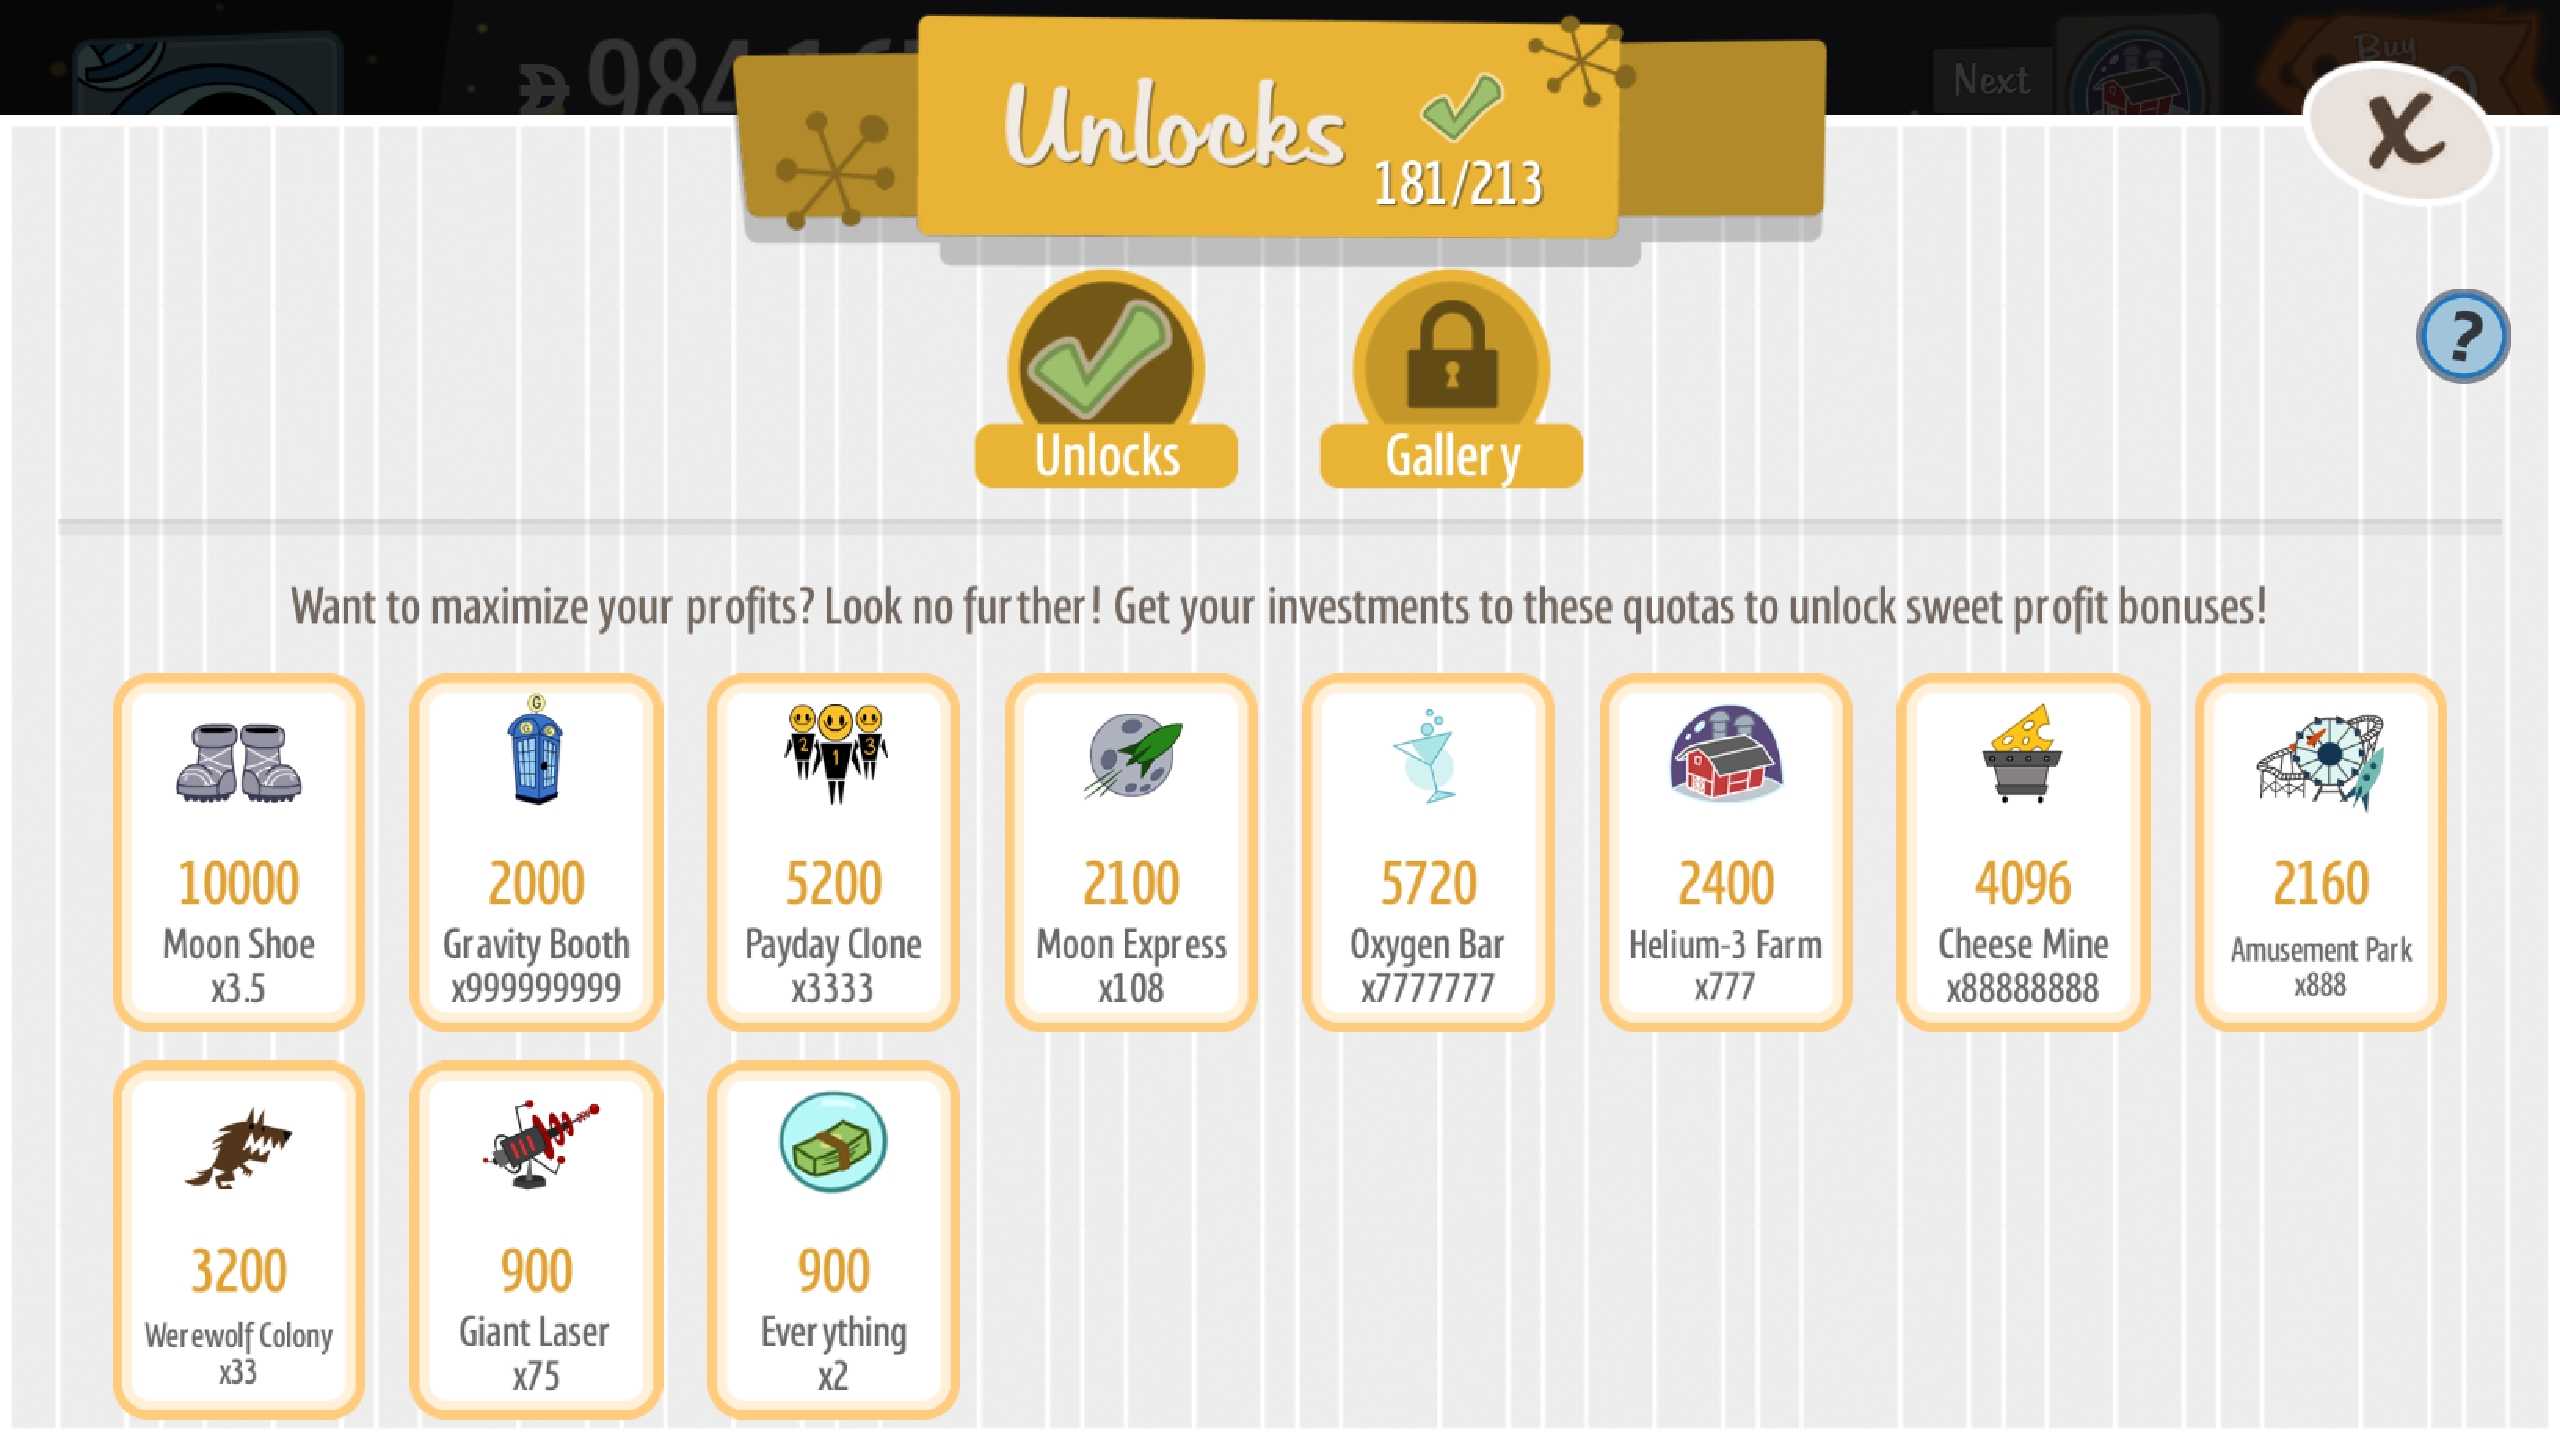 Unlocks
181/213
Next
Buy
X
?
Unlocks
Gallery
Want to maximize your profits? Look no further! Get your investments to these quotas to unlock sweet profit bonuses!
10000
Moon Shoe
x3.5
G
G
G
2000
Gravity Booth
x999999999
2
1
3
5200
Payday Clone
x3333
2100
Moon Express
x108
5720
Oxygen Bar
x7777777
2400
Helium-3 Farm
x777
4096
Cheese Mine
x88888888
2160
Amusement Park
x888
3200
Werewolf Colony
x33
900
Giant Laser
x75
900
Everything
x2